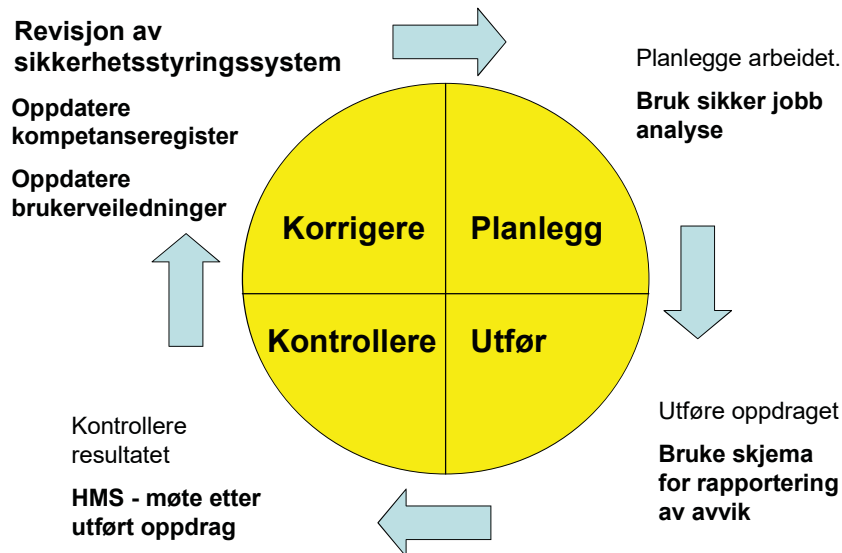 Revisjon av
sikkerhetsstyringssystem
Oppdatere
kompetanseregister
Oppdatere
brukerveiledninger
Planlegge arbeidet.
Bruk sikker jobb
analyse
Korrigere
Planlegg
Kontrollere
Utfør
Kontrollere
resultatet
HMS - møte etter
utført oppdrag
Utføre oppdraget
Bruke skjema
for rapportering
av avvik